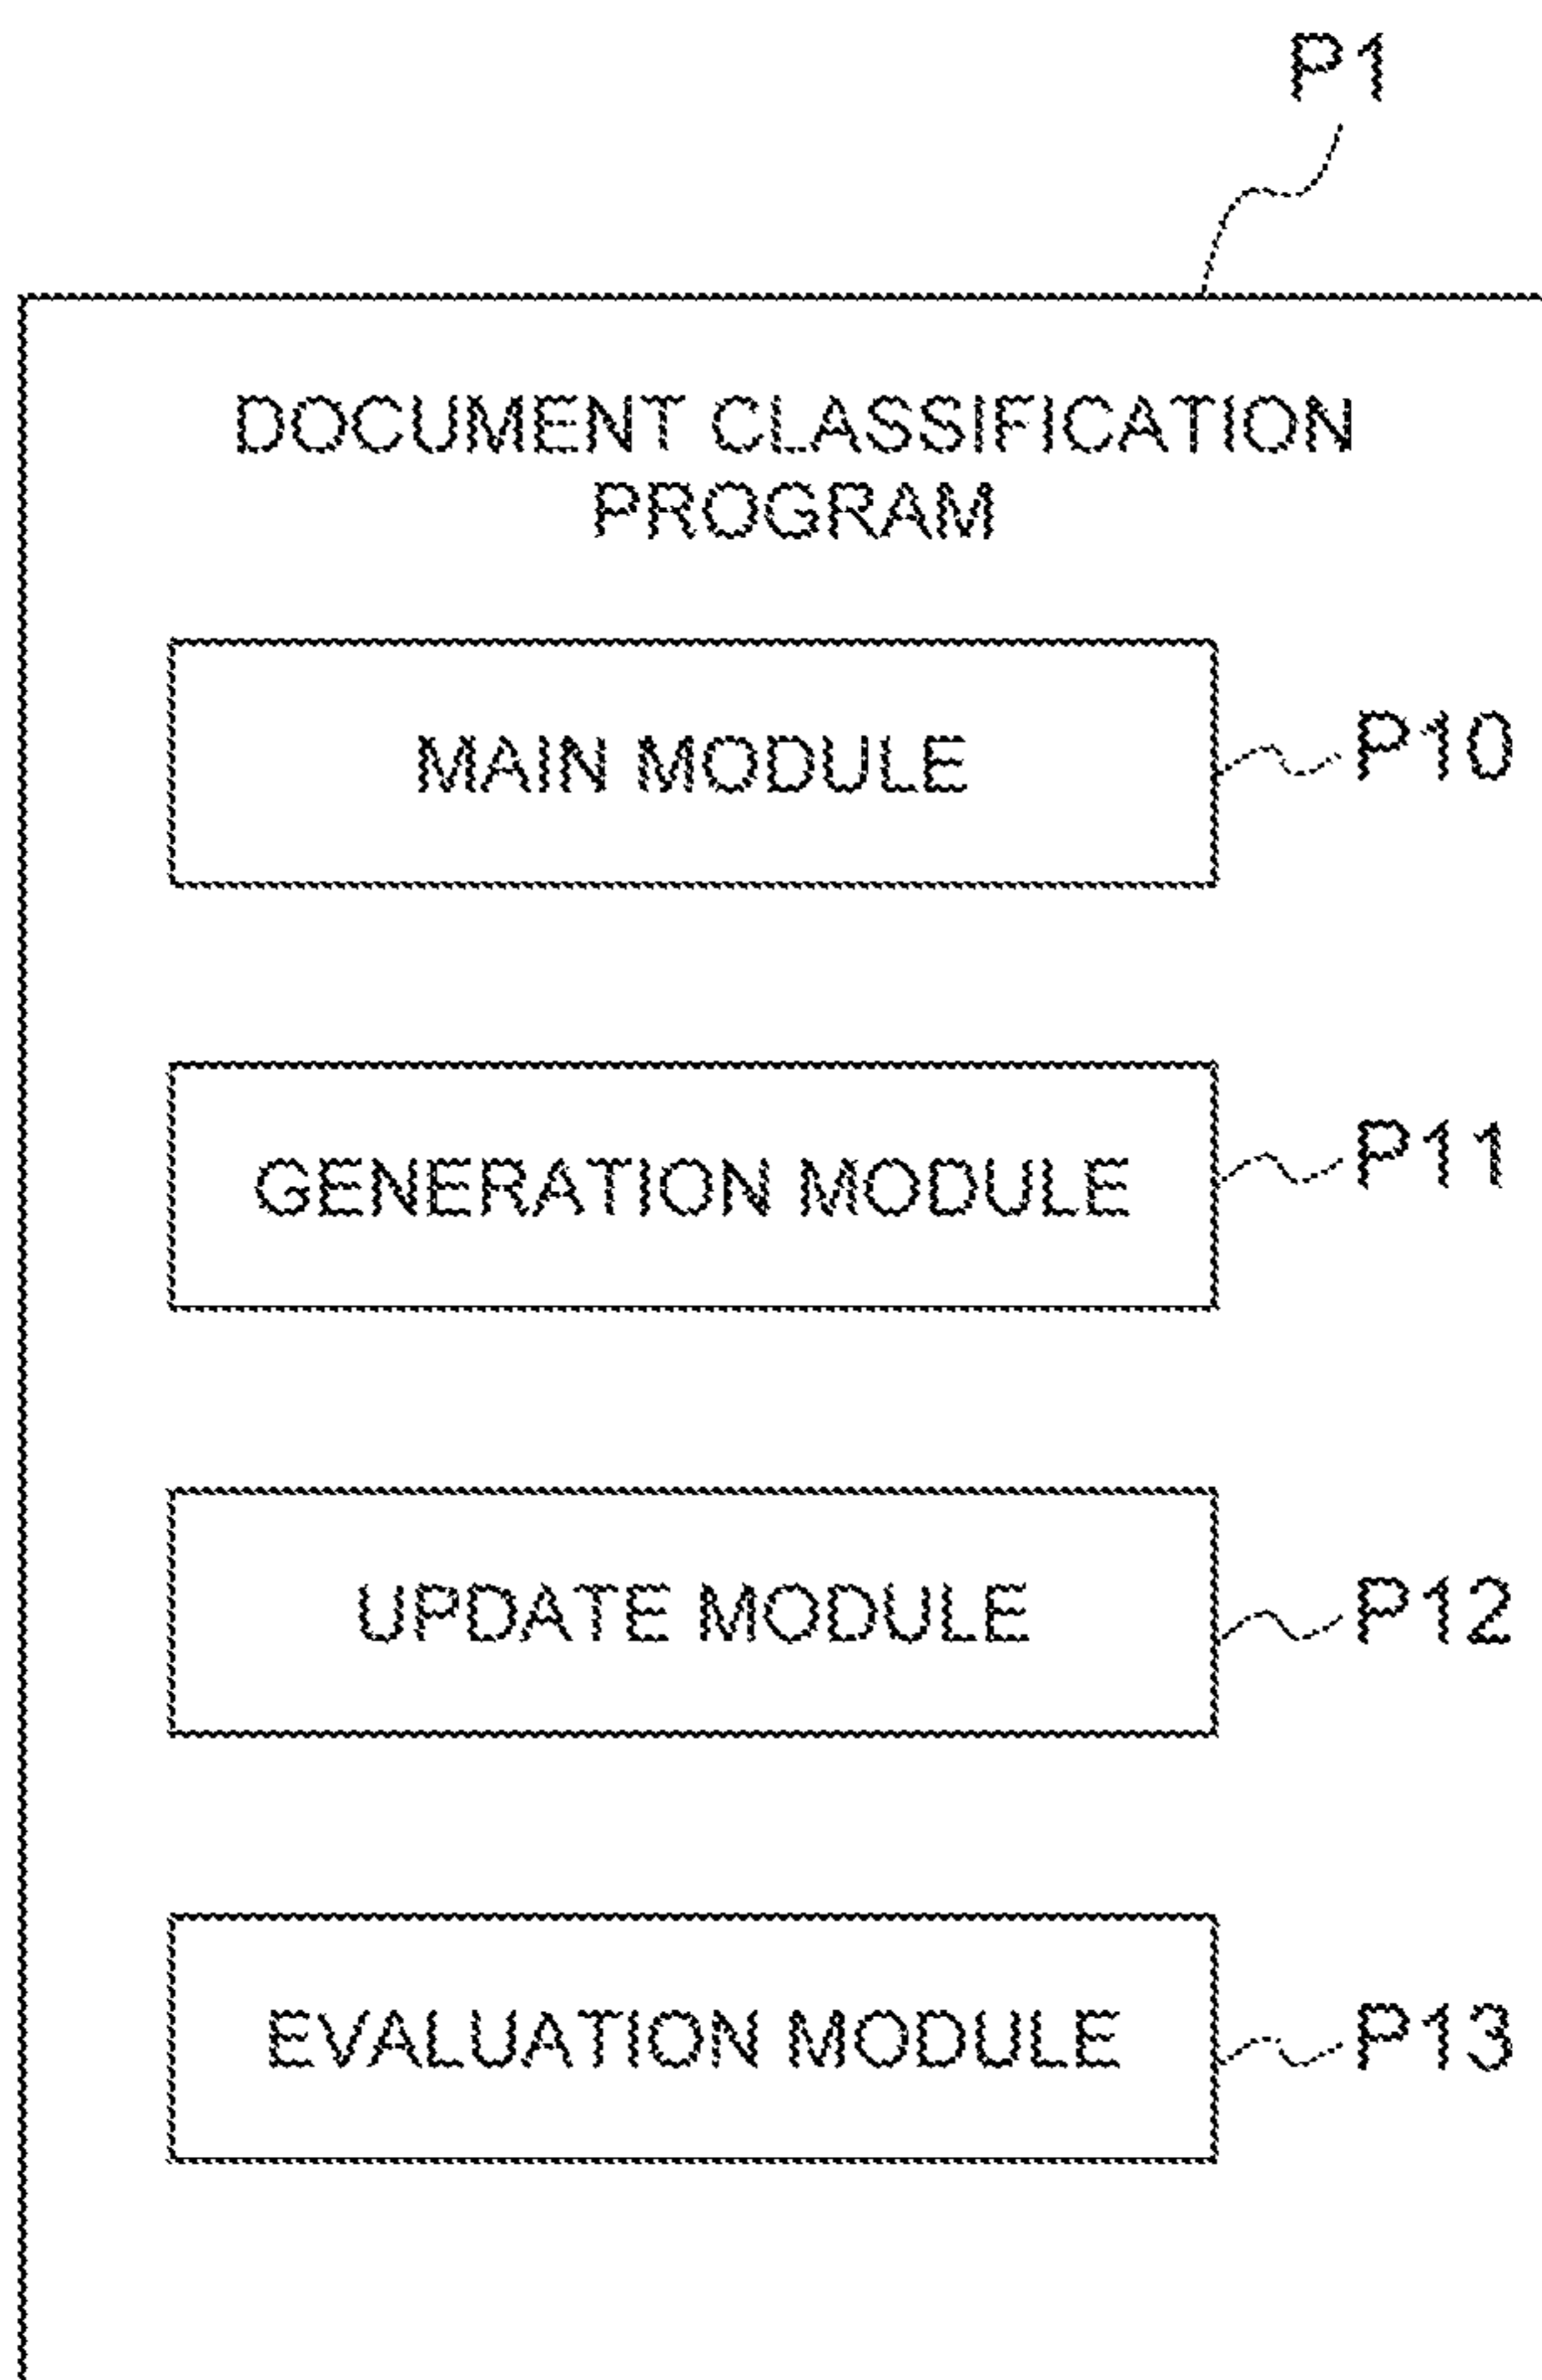 P1
DOCUMENT CLASSIFICATION
PROGRAM
MAIN MODULE
P10
GENERATION MODULE
P11
UPDATE MODULE
P12
EVALUATION MODULE
P13